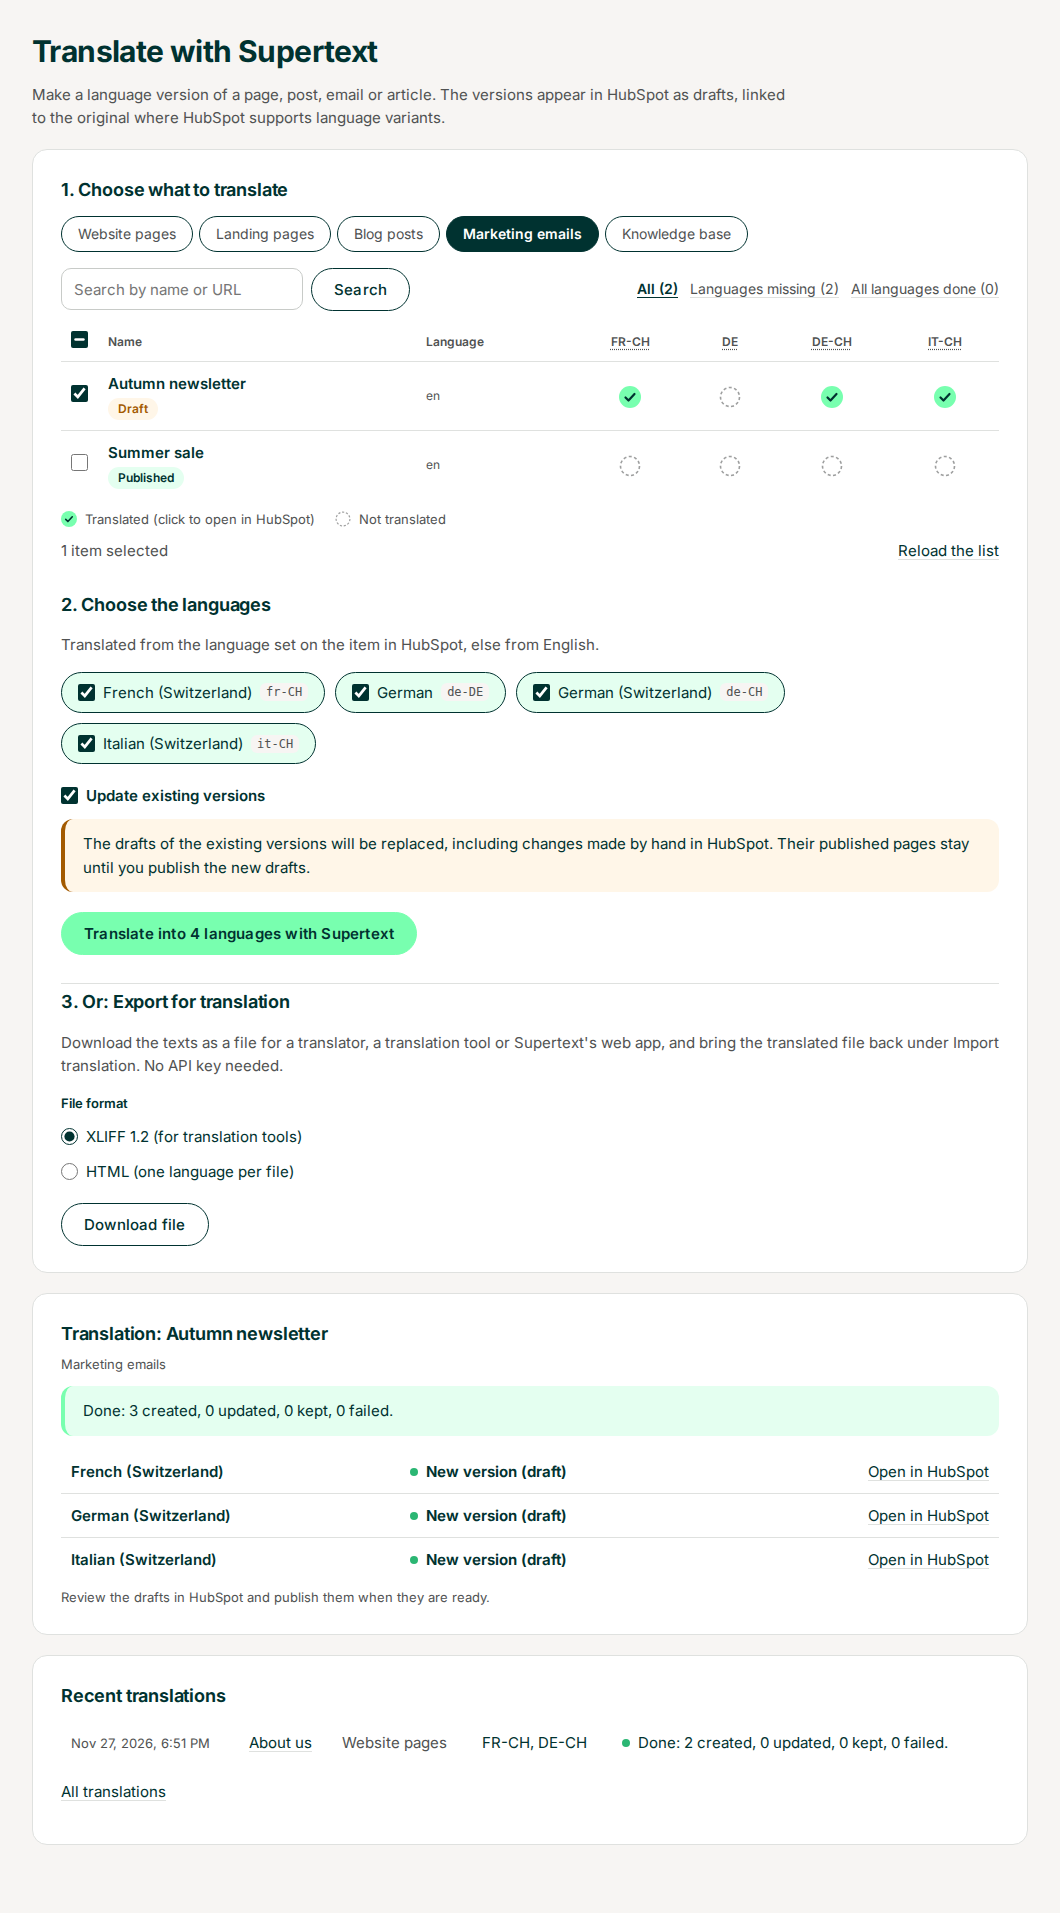 Translate with Supertext
Make a language version of a page, post, email or article. The versions appear in HubSpot as drafts, linked
to the original where HubSpot supports language variants.
1. Choose what to translate
Website pages
Landing pages
Blog posts
Marketing emails
Knowledge base
Search by name or URL
Search
All (2)
Languages missing (2)
All languages done (0)
Name Language FR-CH DE DE-CH IT-CH
Autumn newsletter
en
Draft
Summer sale
en
Published
Translated (click to open in HubSpot)
Not translated
1 item selected
Reload the list
2. Choose the languages
Translated from the language set on the item in HubSpot, else from English.
French (Switzerland) fr-CH
German de-DE
German (Switzerland) de-CH
Italian (Switzerland) it-CH
Update existing versions
The drafts of the existing versions will be replaced, including changes made by hand in HubSpot. Their published pages stay
until you publish the new drafts.
Translate into 4 languages with Supertext
3. Or: Export for translation
Download the texts as a file for a translator, a translation tool or Supertext's web app, and bring the translated file back under Import
translation. No API key needed.
File format
XLIFF 1.2 (for translation tools)
HTML (one language per file)
Download file
Translation: Autumn newsletter
Marketing emails
Done: 3 created, 0 updated, 0 kept, 0 failed.
French (Switzerland) New version (draft) Open in HubSpot
German (Switzerland) New version (draft) Open in HubSpot
Italian (Switzerland) New version (draft) Open in HubSpot
Review the drafts in HubSpot and publish them when they are ready.
Recent translations
Nov 27, 2026, 6:51 PM About us Website pages FR-CH, DE-CH Done: 2 created, 0 updated, 0 kept, 0 failed.
All translations